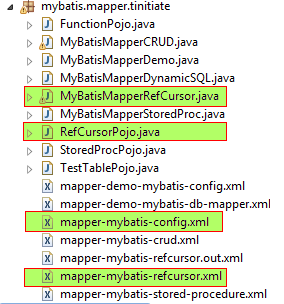 mybatis.mapper.tinitiate
FunctionPojo.java
MyBatisMapperCRUD.java
MyBatisMapperDemo.java
MyBatisMapperDynamicSQL.java
MyBatisMapperRefCursor.java
MyBatisMapperStoredProc.java
RefCursorPojo.java
StoredProcPojo.java
TestTablePojo.java
mapper-demo-mybatis-config.xml
mapper-demo-mybatis-db-mapper.xml
mapper-mybatis-config.xml
mapper-mybatis-crud.xml
mapper-mybatis-refcursor.out.xml
mapper-mybatis-refcursor.xml
mapper-mybatis-stored-procedure.xml